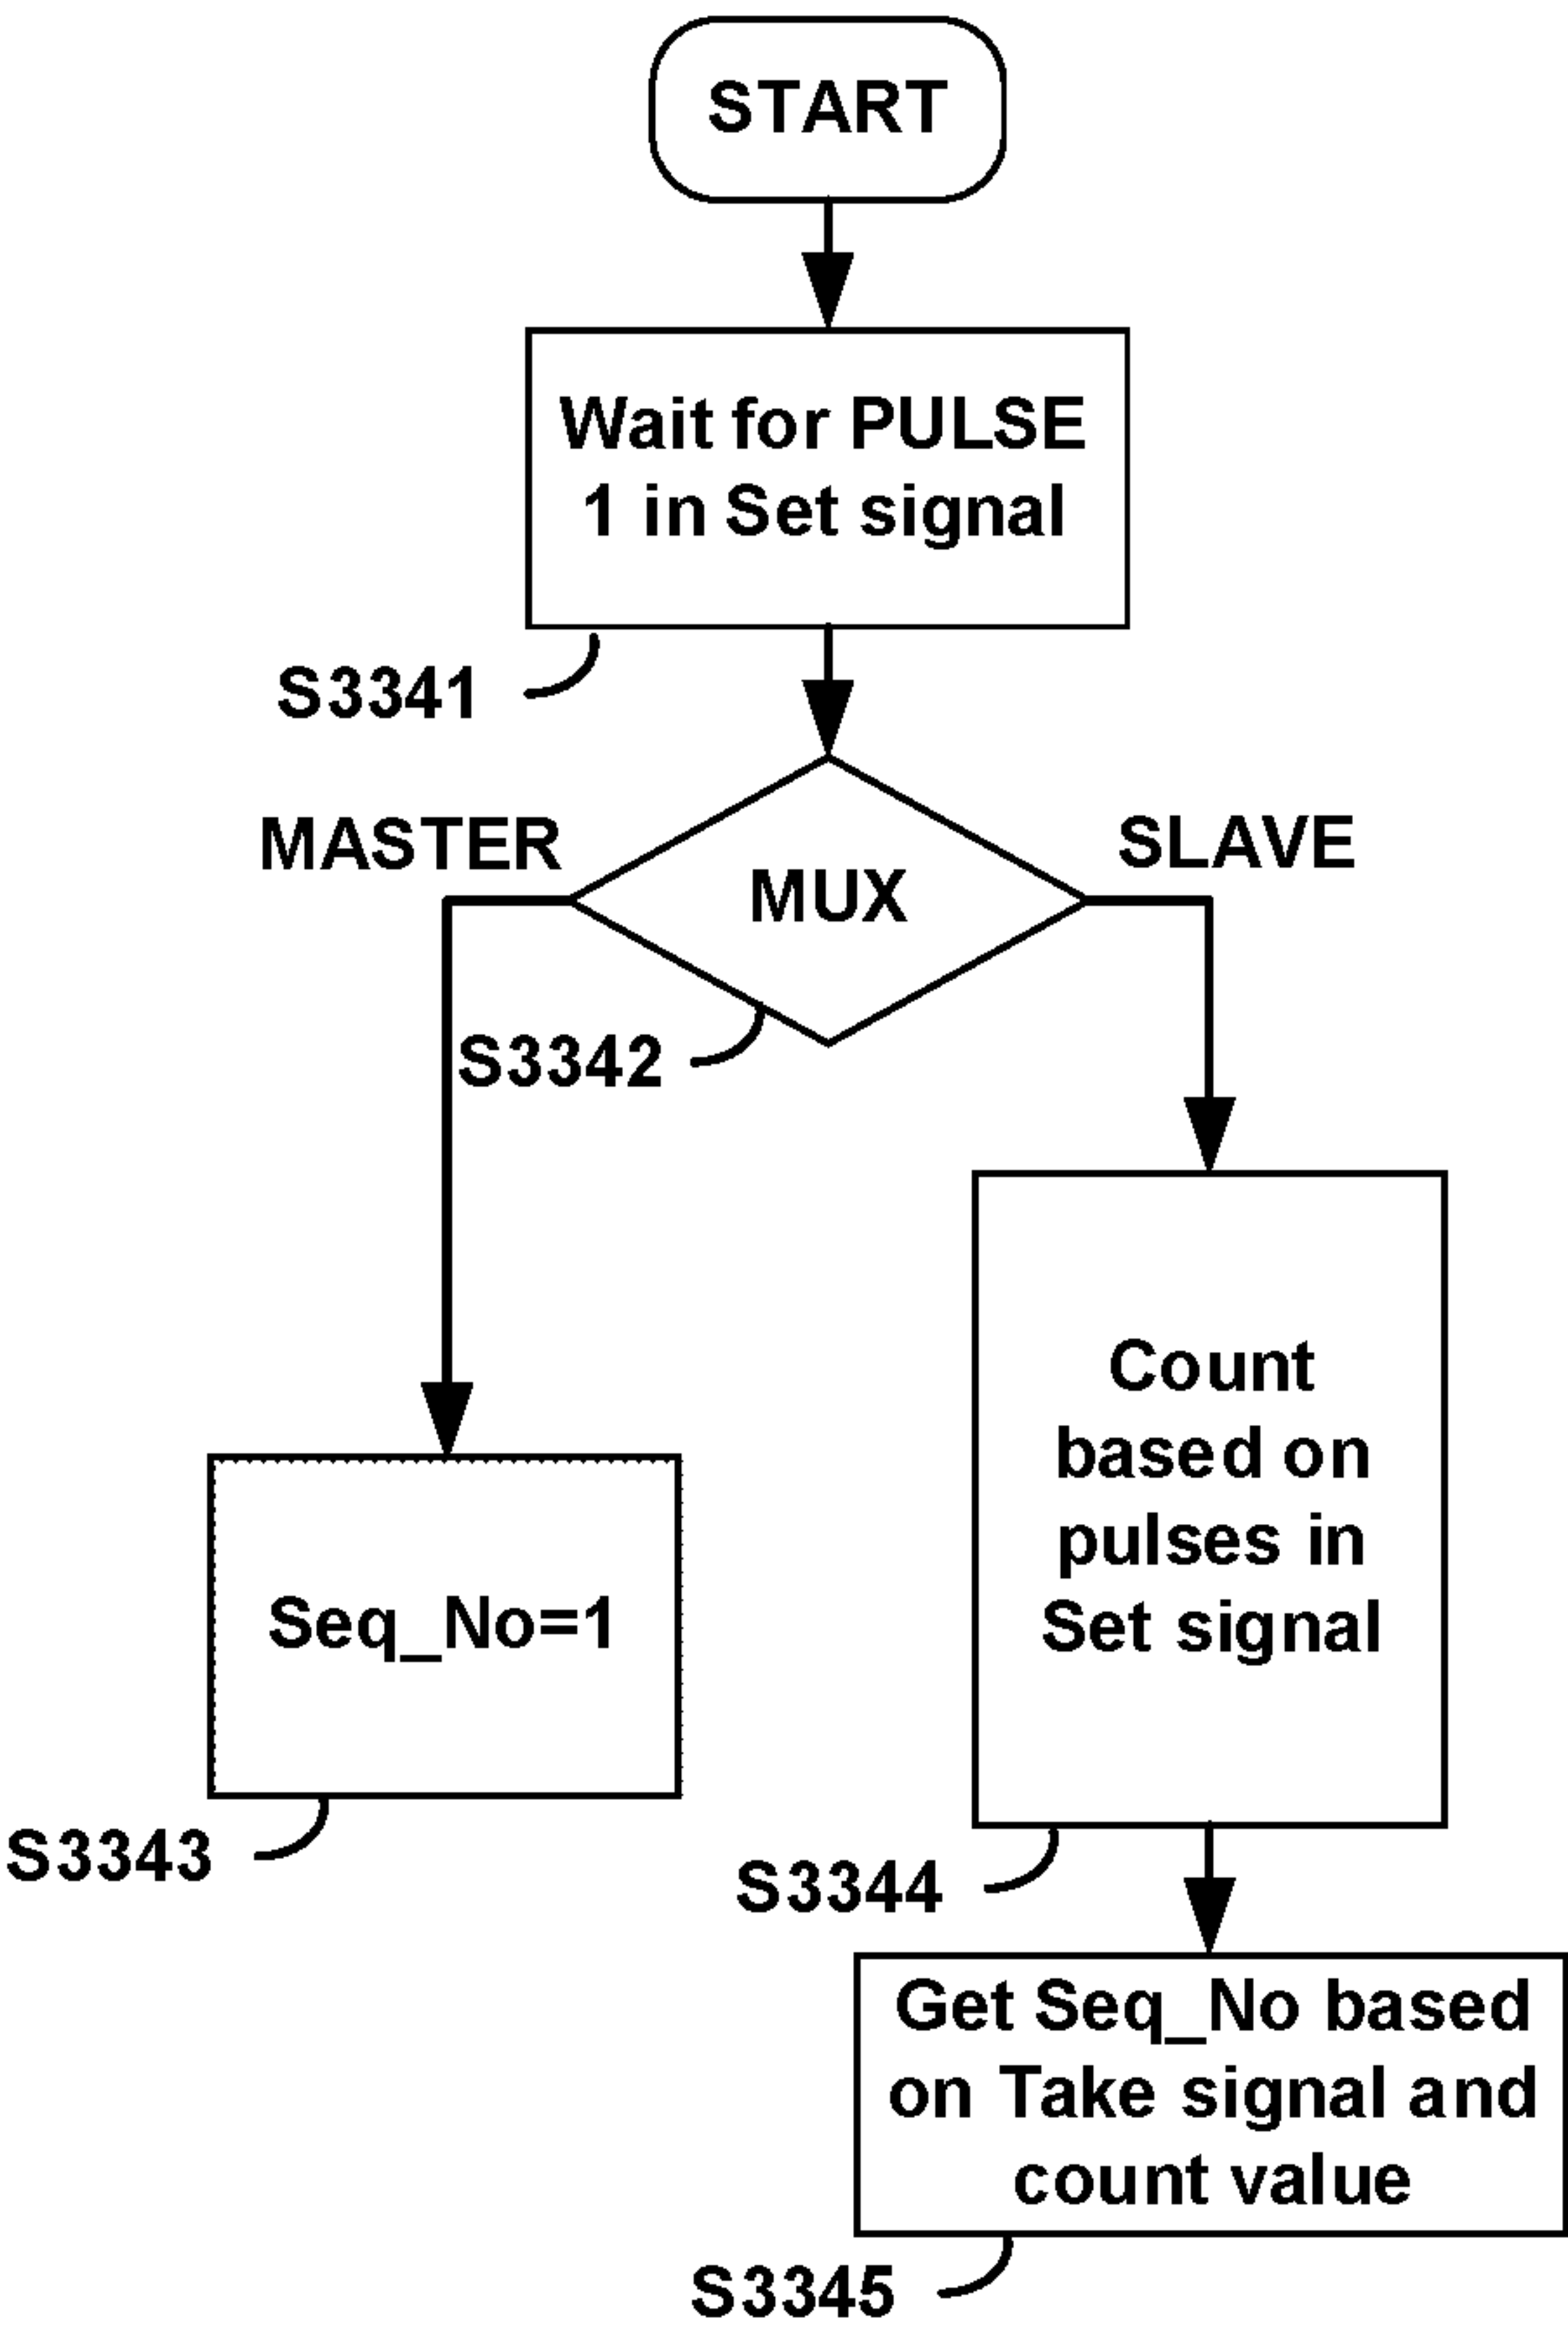 START
Wait for PULSE
1 in Set signal
S3341
MASTER
SLAVE
MUX
S3342
Count
based on
pulses in
Set signal
Seq_No=1
S3343
S3344
Get Seq_No based
on Take signal and
count value
S3345